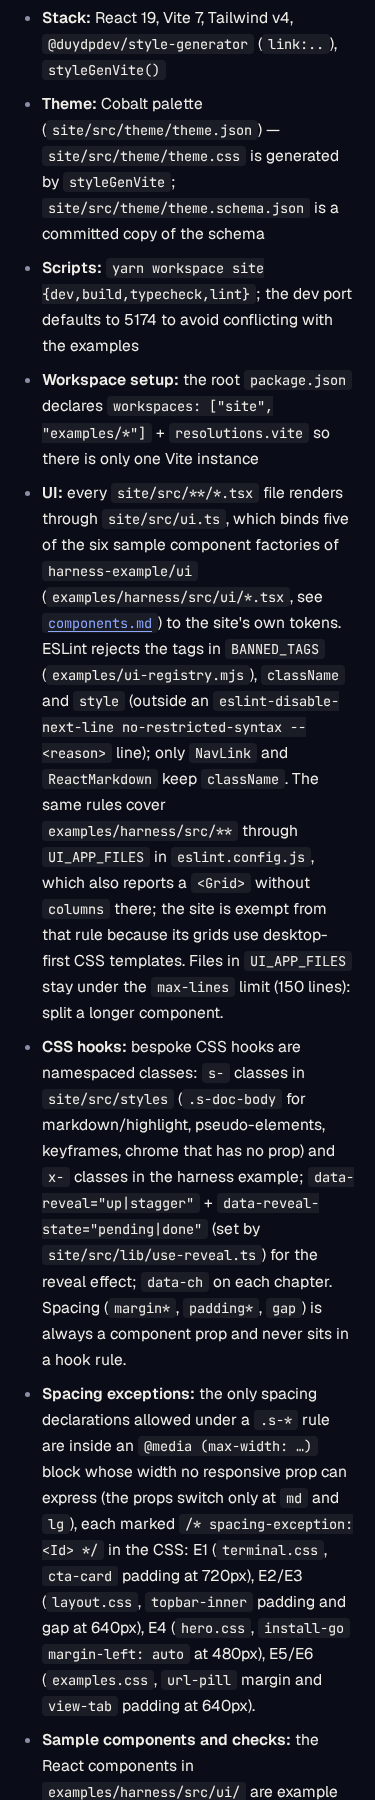 • Stack: React 19, Vite 7, Tailwind v4,
@duydpdev/style-generator ( link:.. ),
styleGenVite()
• Theme: Cobalt palette
( site/src/theme/theme.json ) —
site/src/theme/theme.css is generated
by styleGenVite ;
site/src/theme/theme.schema.json is a
committed copy of the schema
• Scripts: yarn workspace site
{dev,build,typecheck,lint} ; the dev port
defaults to 5174 to avoid conflicting with
the examples
• Workspace setup: the root package.json
declares workspaces: ["site",
"examples/*"] + resolutions.vite so
there is only one Vite instance
• UI: every site/src/**/*.tsx file renders
through site/src/ui.ts , which binds five
of the six sample component factories of
harness-example/ui
( examples/harness/src/ui/*.tsx , see
components.md ) to the site's own tokens.
ESLint rejects the tags in BANNED_TAGS
( examples/ui-registry.mjs ), className
and style (outside an eslint-disable-
next-line no-restricted-syntax --
<reason> line); only NavLink and
ReactMarkdown keep className . The
same rules cover
examples/harness/src/** through
UI_APP_FILES in eslint.config.js ,
which also reports a <Grid> without
columns there; the site is exempt from
that rule because its grids use desktop-
first CSS templates. Files in UI_APP_FILES
stay under the max-lines limit (150 lines):
split a longer component.
• CSS hooks: bespoke CSS hooks are
namespaced classes: s- classes in
site/src/styles ( .s-doc-body for
markdown/highlight, pseudo-elements,
keyframes, chrome that has no prop) and
x- classes in the harness example; data-
reveal="up|stagger" + data-reveal-
state="pending|done" (set by
site/src/lib/use-reveal.ts ) for the
reveal effect; data-ch on each chapter.
Spacing ( margin* , padding* , gap ) is
always a component prop and never sits in
a hook rule.
• Spacing exceptions: the only spacing
declarations allowed under a .s-* rule
are inside an @media (max-width: …)
block whose width no responsive prop can
express (the props switch only at md and
lg ), each marked /* spacing-exception:
<Id> */ in the CSS: E1 ( terminal.css ,
cta-card padding at 720px), E2/E3
( layout.css , topbar-inner padding and
gap at 640px), E4 ( hero.css , install-go
margin-left: auto at 480px), E5/E6
( examples.css , url-pill margin and
view-tab padding at 640px).
• Sample components and checks: the
React components in
examples/harness/src/ui/ are example